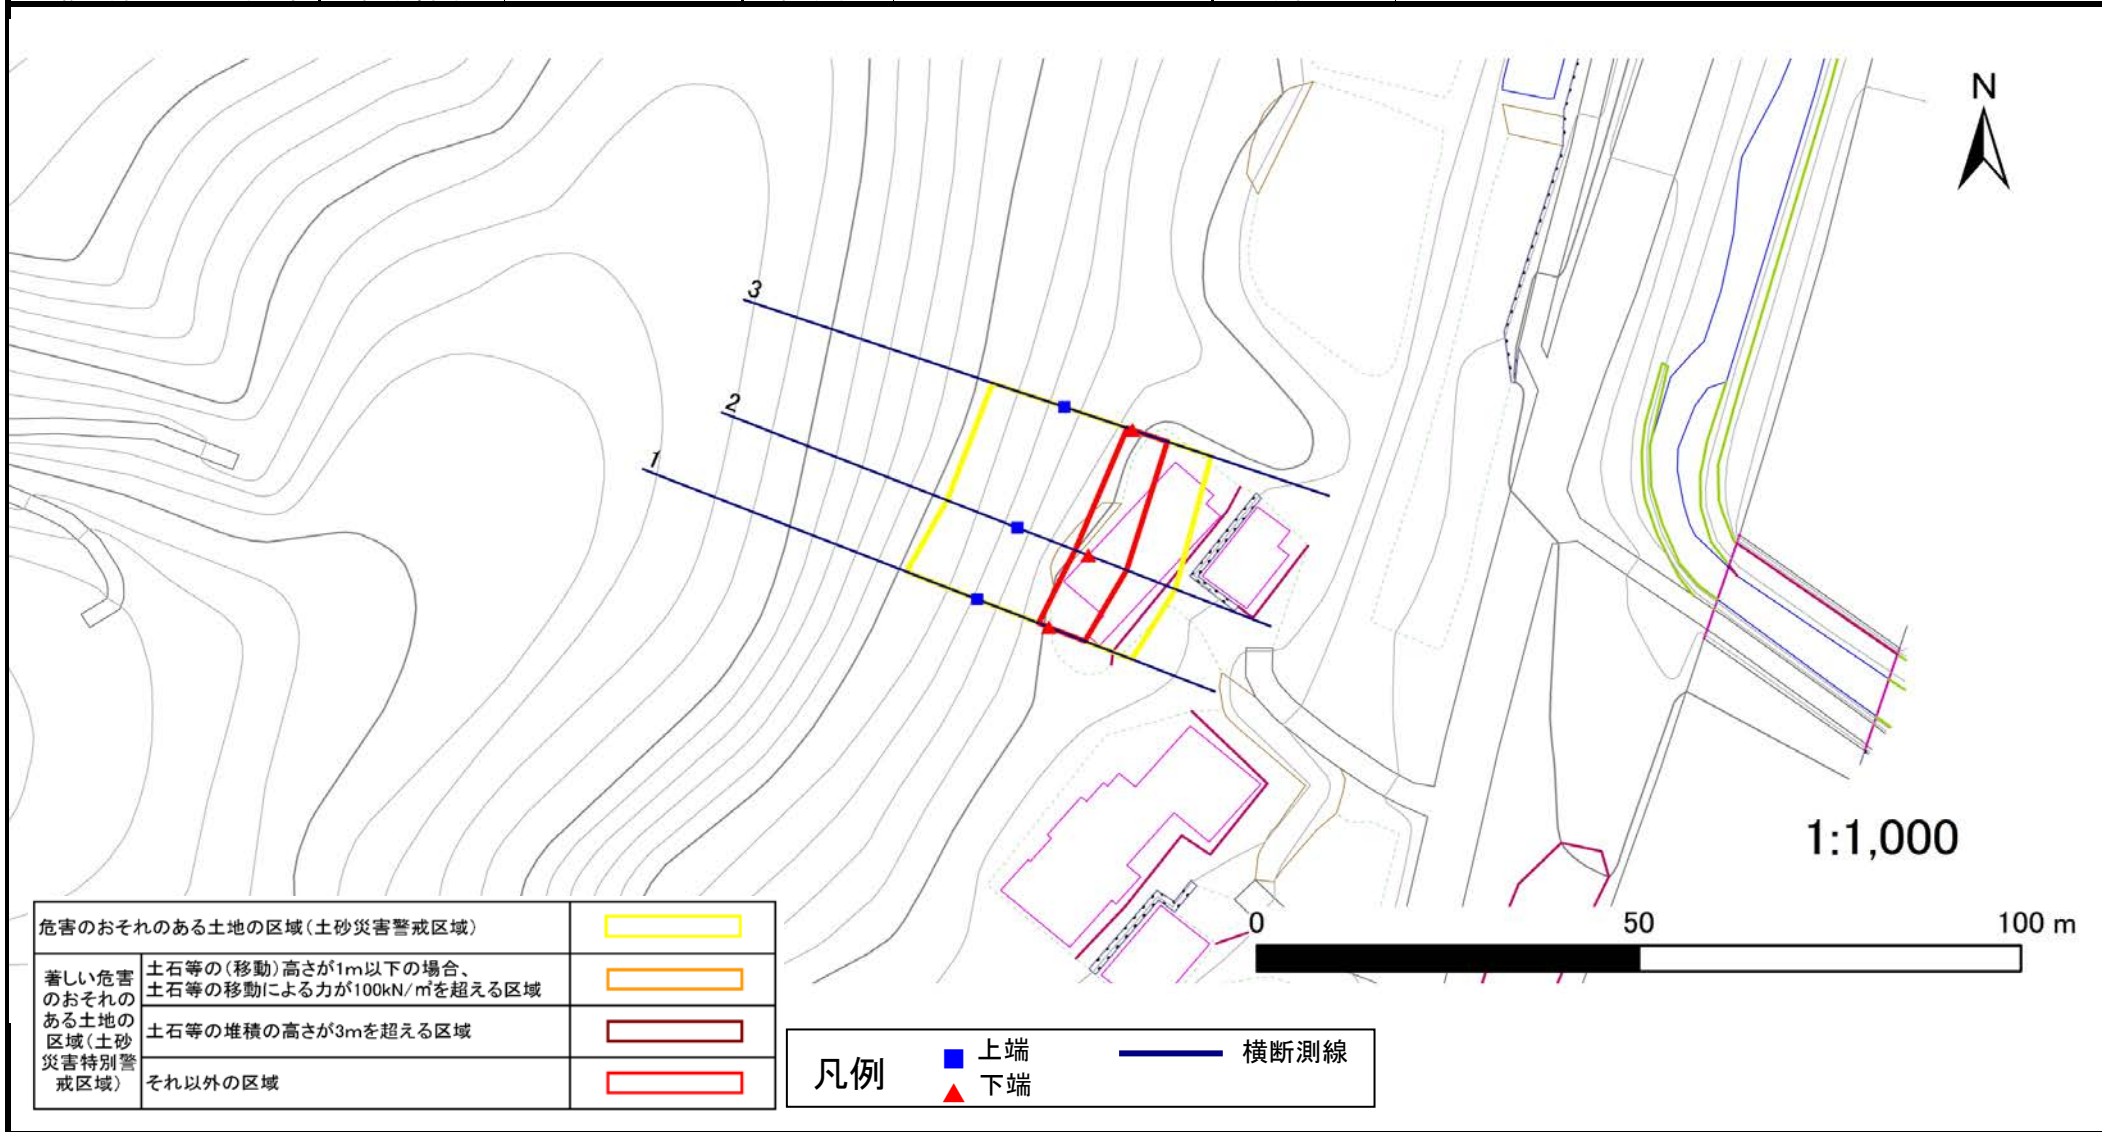 N
3
2
1
1:1,000
0 50 100 m
危害のおそれのある土地の区域(土砂災害警戒区域)
著しい危害
のおそれの
ある土地の
区域(土砂
災害特別警
戒区域)
土石等の(移動)高さが1m以下の場合、
土石等の移動による力が100kN/㎡を超える区域
土石等の堆積の高さが3mを超える区域
それ以外の区域
凡例
上端
下端
横断測線